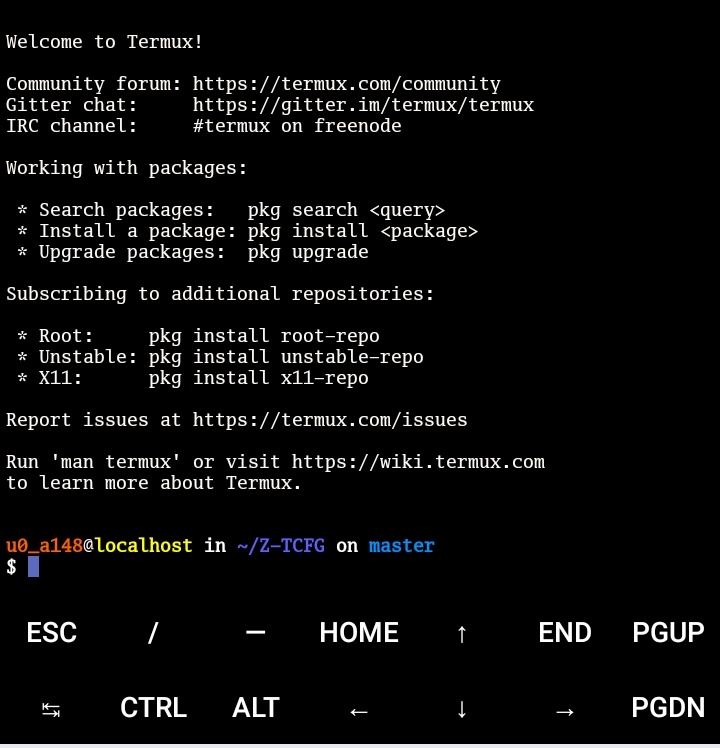 Welcome to Termux!
Community forum: https://termux.com/community
Gitter chat:     https://gitter.im/termux/termux
IRC channel:     #termux on freenode
Working with packages:
 * Search packages:   pkg search <query>
 * Install a package: pkg install <package>
 * Upgrade packages:  pkg upgrade
Subscribing to additional repositories:
 * Root:     pkg install root-repo
 * Unstable: pkg install unstable-repo
 * X11:      pkg install x11-repo
Report issues at https://termux.com/issues
Run 'man termux' or visit https://wiki.termux.com
to learn more about Termux.
u0_a148@localhost in ~/Z-TCFG on master
$
ESC / — HOME ↑ END PGUP
↹ CTRL ALT ← ↓ → PGDN